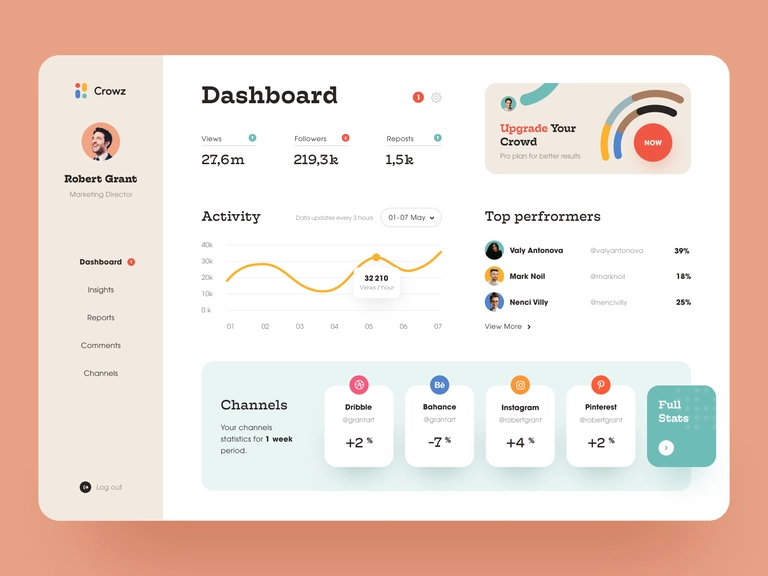 Crowz
Robert Grant
Marketing Director
Dashboard 1
Insights
Reports
Comments
Channels
Log out
Dashboard
1
Views
27,6m
Followers
219,3k
Reposts
1,5k
Upgrade Your
Crowd
Pro plan for better results
NOW
Activity
Data updates every 3 hours
01-07 May
40k
30k
20k
10k
0 k
01 02 03 04 05 06 07
32 210
Views / hour
Top perfromers
Valy Antonova @valyantonova 39%
Mark Noil @marknoil 18%
Nenci Villy @nencivilly 25%
View More
Channels
Your channels
statistics for 1 week
period.
Dribble
@grantart
+2 %
Bē
Bahance
@grantart
-7 %
Instagram
@robertgrant
+4 %
Pinterest
@robertgrant
+2 %
Full
Stats